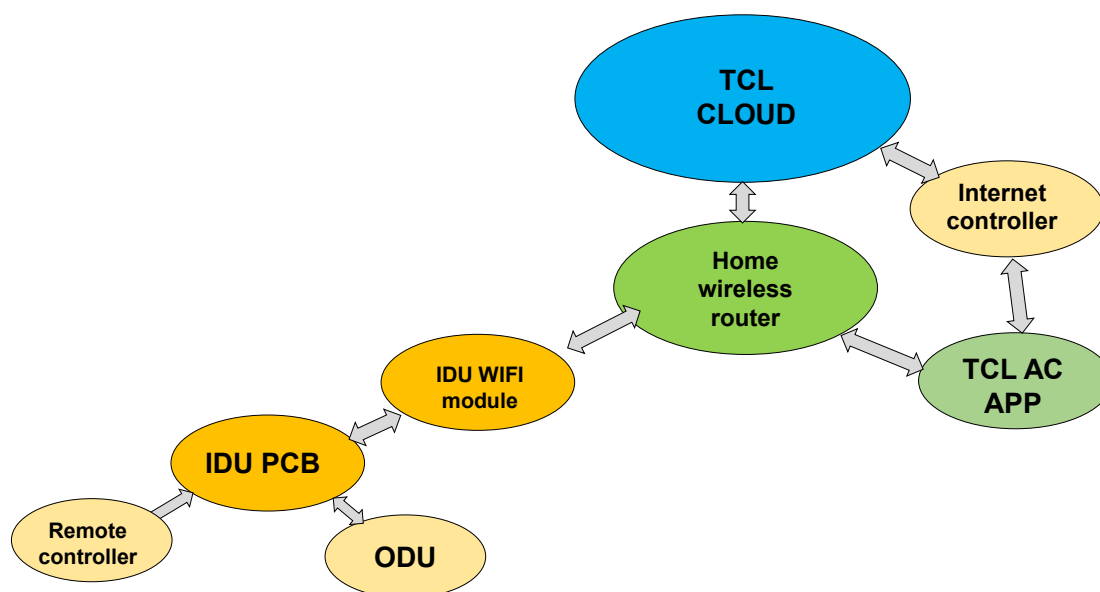 TCL
CLOUD
Internet
controller
Home
wireless
router
TCL AC
APP
IDU WIFI
module
IDU PCB
Remote
controller
ODU